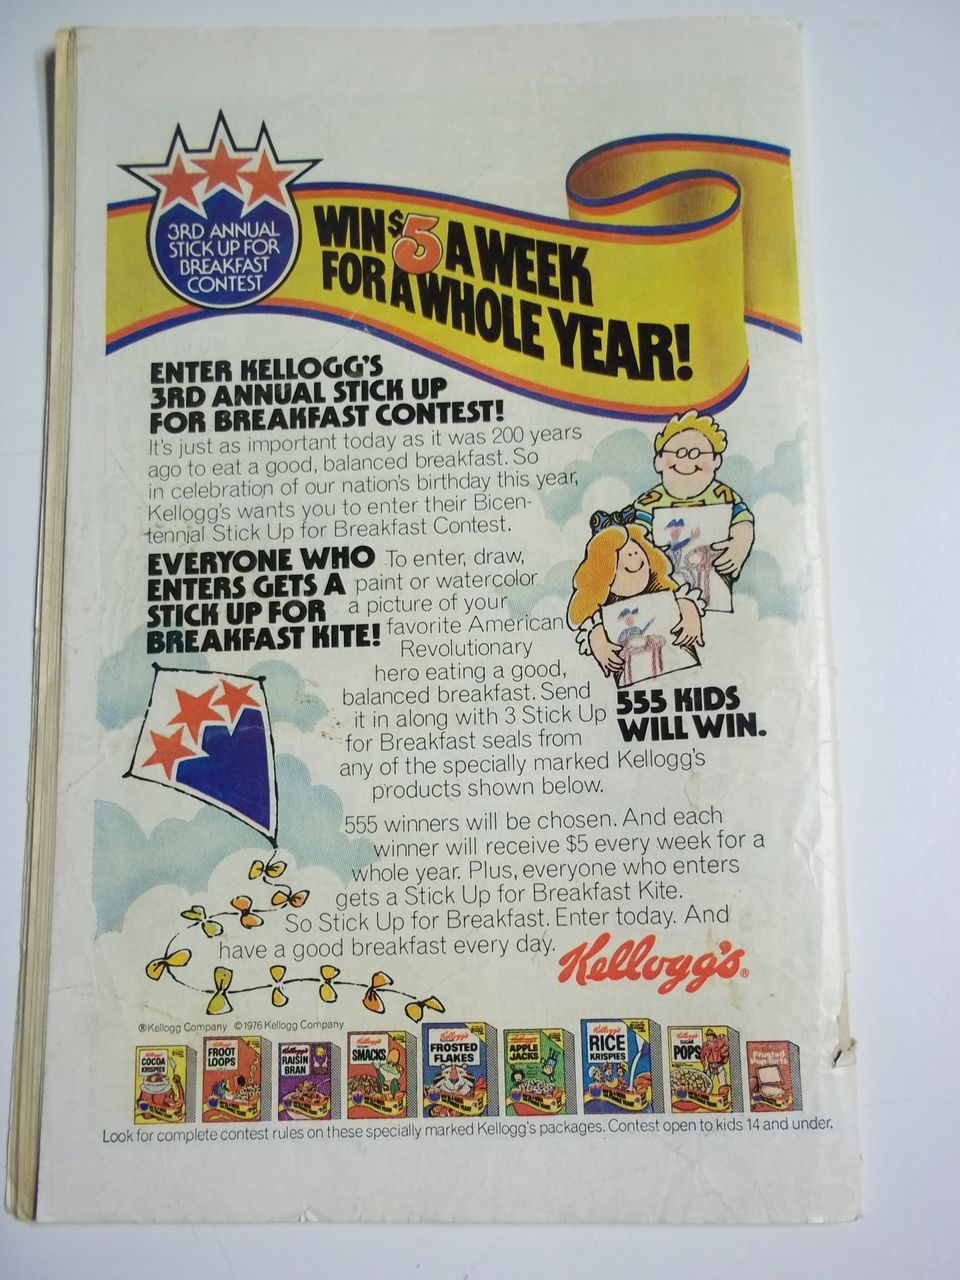 3RD ANNUAL
STICK UP FOR
BREAKFAST
CONTEST
WIN $5 A WEEK
FOR A WHOLE YEAR!
ENTER KELLOGG'S
3RD ANNUAL STICK UP
FOR BREAKFAST CONTEST!
It's just as important today as it was 200 years
ago to eat a good, balanced breakfast. So
in celebration of our nation's birthday this year,
Kellogg's wants you to enter their Bicen-
tennial Stick Up for Breakfast Contest.
EVERYONE WHO
ENTERS GETS A
STICK UP FOR
BREAKFAST KITE!
To enter, draw,
paint or watercolor
a picture of your
favorite American
Revolutionary
hero eating a good,
balanced breakfast. Send
it in along with 3 Stick Up
for Breakfast seals from
any of the specially marked Kellogg's
products shown below.
555 KIDS
WILL WIN.
555 winners will be chosen. And each
winner will receive $5 every week for a
whole year. Plus, everyone who enters
gets a Stick Up for Breakfast Kite.
So Stick Up for Breakfast. Enter today. And
have a good breakfast every day.
Kellogg's®
®Kellogg Company ©1976 Kellogg Company
COCOA
KRISPIES
Kellogg's
FROOT
LOOPS
Kellogg's
RAISIN
BRAN
SMACKS
Kellogg's
FROSTED
FLAKES
Kellogg's
APPLE
JACKS
Kellogg's
RICE
KRISPIES
SUGAR
POPS
Frosted
Pop-Tarts
Look for complete contest rules on these specially marked Kellogg's packages. Contest open to kids 14 and under.